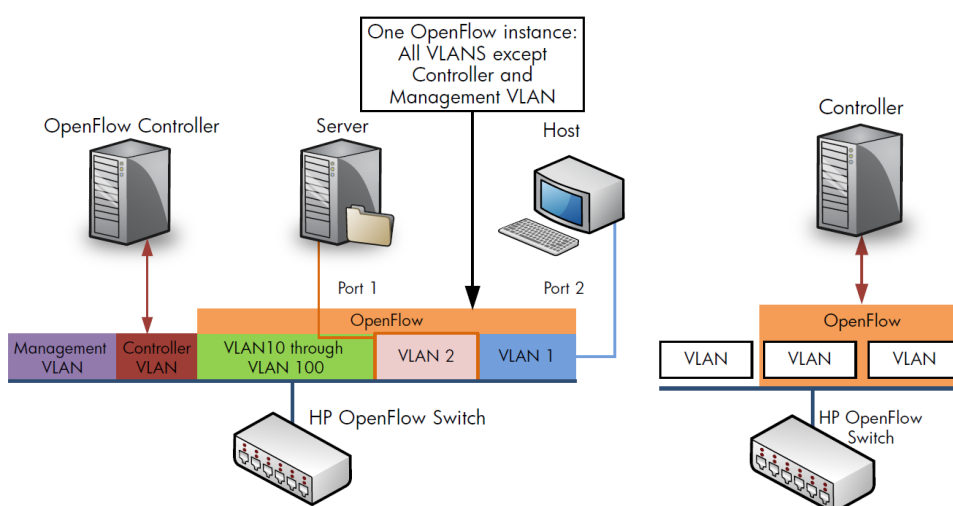 One OpenFlow instance:
All VLANS except
Controller and
Management VLAN
OpenFlow Controller
Server
Host
Controller
Port 1
Port 2
OpenFlow
Management
VLAN
Controller
VLAN
VLAN10 through
VLAN 100
VLAN 2
VLAN 1
HP OpenFlow Switch
OpenFlow
VLAN
VLAN
VLAN
HP OpenFlow
Switch